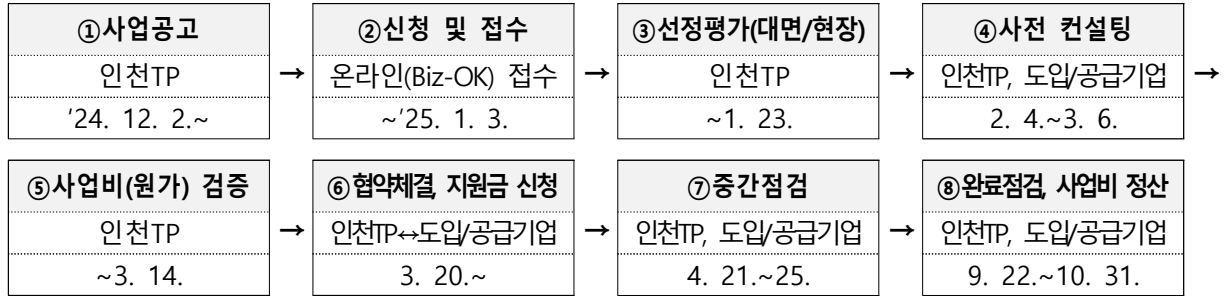 ①사업공고 ②신청 및 접수 ③선정평가(대면/현장) ④사전 컨설팅
인천TP → 온라인(Biz-OK) 접수 → 인천TP → 인천TP, 도입/공급기업 →
'24. 12. 2.~ ~'25. 1. 3. ~1. 23. 2. 4.~3. 6.
⑤사업비(원가) 검증 ⑥협약체결, 지원금 신청 ⑦중간점검 ⑧완료점검, 사업비 정산
인천TP → 인천TP↔도입/공급기업 → 인천TP, 도입/공급기업 → 인천TP, 도입/공급기업
~3. 14. 3. 20.~ 4. 21.~25. 9. 22.~10. 31.